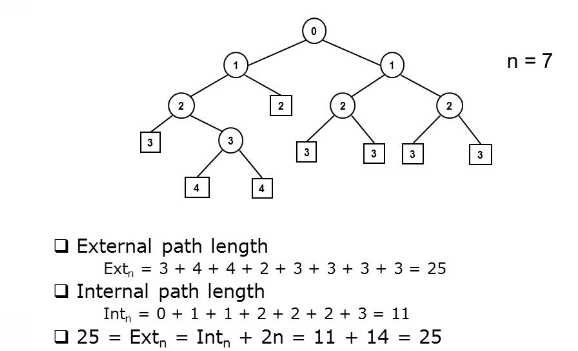 0
1
1
n = 7
2
2
2
2
3
3
3
3
3
3
4
4
❑ External path length
Extₙ = 3 + 4 + 4 + 2 + 3 + 3 + 3 + 3 = 25
❑ Internal path length
Intₙ = 0 + 1 + 1 + 2 + 2 + 2 + 3 = 11
❑ 25 = Extₙ = Intₙ + 2n = 11 + 14 = 25